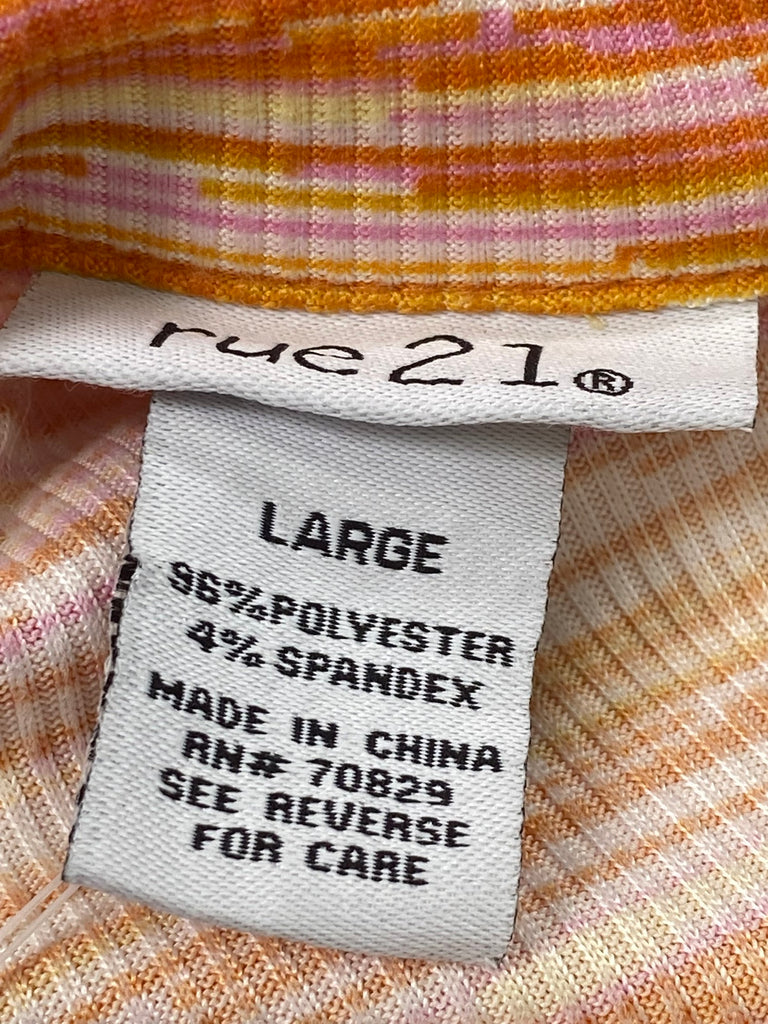 rue21®
LARGE
96%POLYESTER
4% SPANDEX
MADE IN CHINA
RN# 70829
SEE REVERSE
FOR CARE